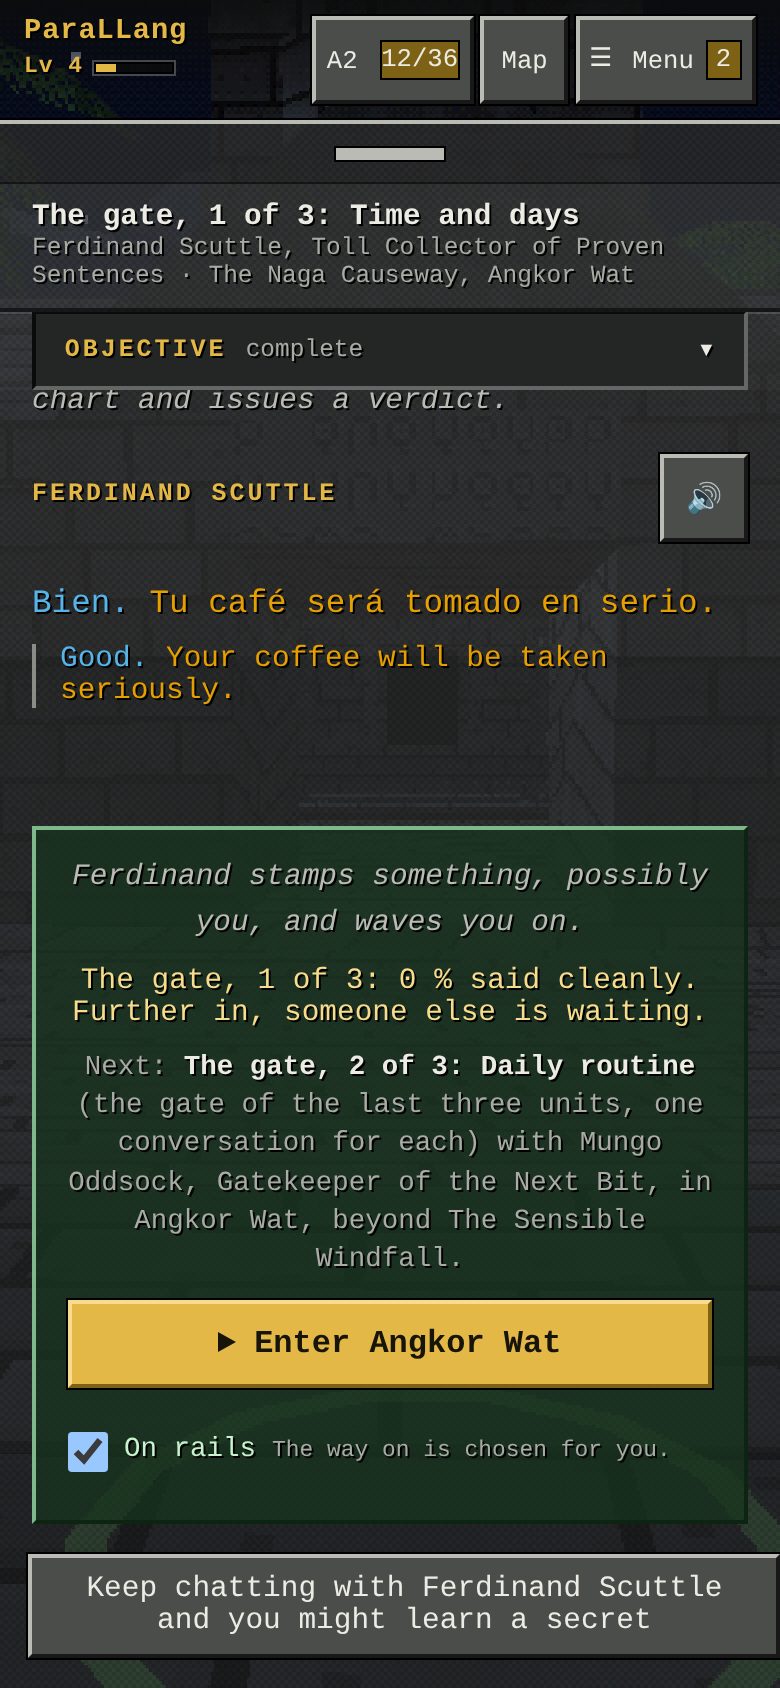 ParaLLang
Lv 4
A2 12/36
Map
☰ Menu 2
The gate, 1 of 3: Time and days
Ferdinand Scuttle, Toll Collector of Proven
Sentences · The Naga Causeway, Angkor Wat
OBJECTIVE complete ▼
chart and issues a verdict.
FERDINAND SCUTTLE
Bien. Tu café será tomado en serio.
Good. Your coffee will be taken
seriously.
Ferdinand stamps something, possibly
you, and waves you on.
The gate, 1 of 3: 0 % said cleanly.
Further in, someone else is waiting.
Next: The gate, 2 of 3: Daily routine
(the gate of the last three units, one
conversation for each) with Mungo
Oddsock, Gatekeeper of the Next Bit, in
Angkor Wat, beyond The Sensible
Windfall.
► Enter Angkor Wat
On rails The way on is chosen for you.
Keep chatting with Ferdinand Scuttle
and you might learn a secret